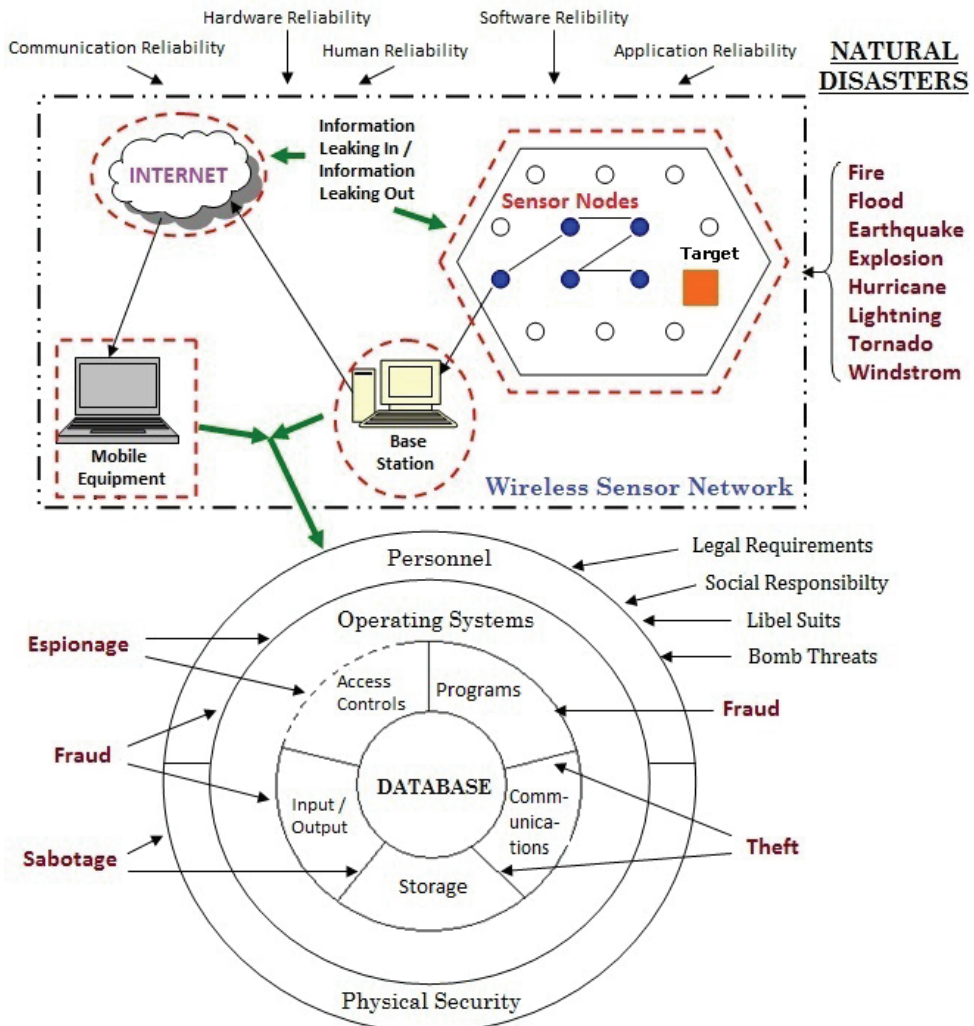 Hardware Reliability
Software Reliability
Communication Reliability
Human Reliability
Application Reliability
NATURAL
DISASTERS
Information
Leaking In /
Information
Leaking Out
INTERNET
Sensor Nodes
Target
Fire
Flood
Earthquake
Explosion
Hurricane
Lightning
Tornado
Windstrom
Mobile
Equipment
Base
Station
Wireless Sensor Network
Personnel
Operating Systems
Legal Requirements
Social Responsibilty
Libel Suits
Bomb Threats
Espionage
Access
Controls
Programs
Fraud
Fraud
DATABASE
Input /
Output
Comm-
unica-
tions
Sabotage
Theft
Storage
Physical Security